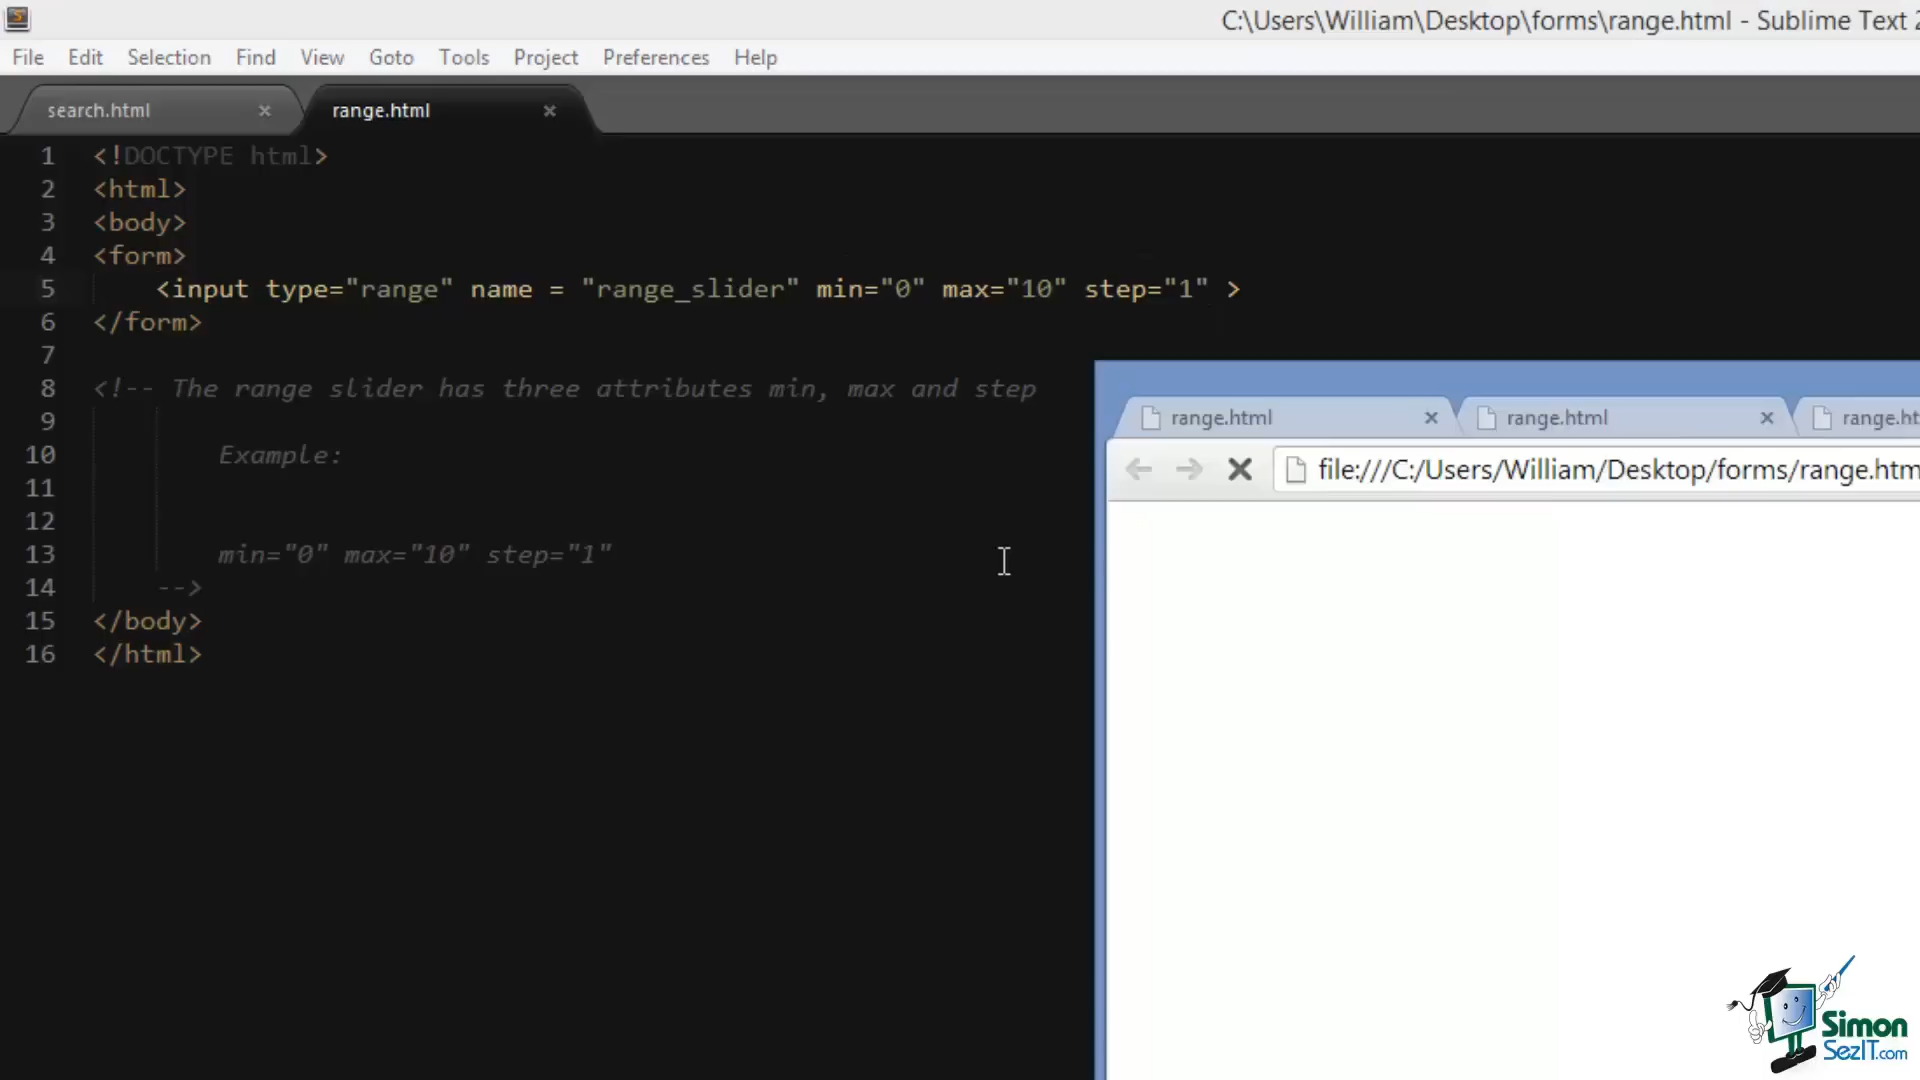 C:\Users\William\Desktop\forms\range.html - Sublime Text 2
File Edit Selection Find View Goto Tools Project Preferences Help
search.html × range.html ×
1 <!DOCTYPE html>
2 <html>
3 <body>
4 <form>
5 <input type="range" name = "range_slider" min="0" max="10" step="1" >
6 </form>
7
8 <!-- The range slider has three attributes min, max and step
9
10 Example:
11
12
13 min="0" max="10" step="1"
14 -->
15 </body>
16 </html>
range.html × range.html × range.ht
file:///C:/Users/William/Desktop/forms/range.htm
Simon
SezIT.com